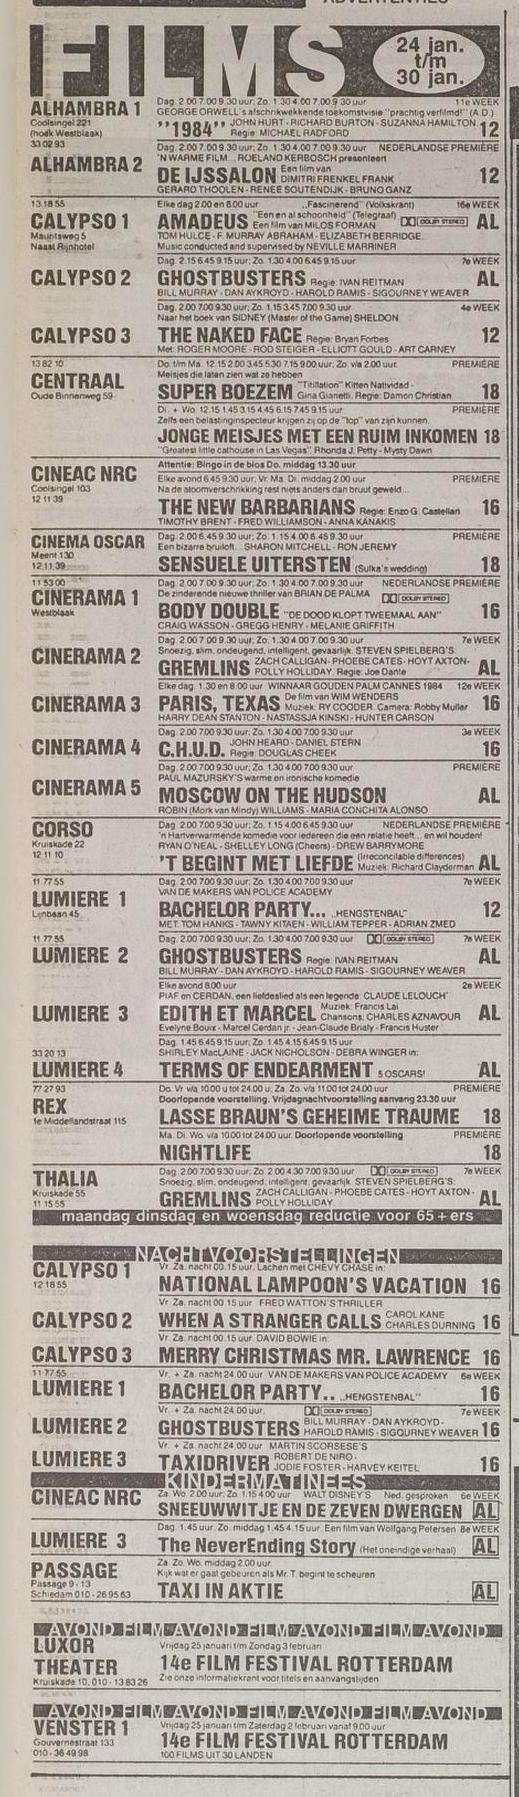 ADVERTENTIES
FILMS
24 jan.
t/m
30 jan.
ALHAMBRA 1
Coolsingel 221
(hoek Westblaak)
33 02 93
Dag. 2.00 7.00 9.30 uur; Zo. 1.30 4.00 7.00 9.30 uur 11e WEEK
GEORGE ORWELL's afschrikwekkende toekomstvisie "prachtig verfilmd!" (A.D.)
"1984" JOHN HURT - RICHARD BURTON - SUZANNA HAMILTON 12
Regie: MICHAEL RADFORD
ALHAMBRA 2
Dag. 2.00 7.00 9.30 uur; Zo. 1.30 4.00 7.00 9.30 uur NEDERLANDSE PREMIÈRE
'N WARME FILM... ROELAND KERBOSCH presenteert
DE IJSSALON Een film van DIMITRI FRENKEL FRANK 12
GERARD THOOLEN - RENEE SOUTENDIJK - BRUNO GANZ
13 18 55
CALYPSO 1
Mauritsweg 5
Naast Rijnhotel
Elke dag 2.00 en 8.00 uur „Fascinerend" (Volkskrant) 16e WEEK
AMADEUS "Een en al schoonheid" (Telegraaf) DOLBY STEREO AL
Een film van MILOS FORMAN
TOM HULCE - F. MURRAY ABRAHAM - ELIZABETH BERRIDGE.
Music conducted and supervised by NEVILLE MARRINER
CALYPSO 2
Dag. 2.15 6.45 9.15 uur; Zo. 1.30 4.00 6.45 9.15 uur 7e WEEK
GHOSTBUSTERS Regie: IVAN REITMAN AL
BILL MURRAY - DAN AYKROYD - HAROLD RAMIS - SIGOURNEY WEAVER
CALYPSO 3
Dag. 2.00 7.00 9.30 uur; Zo. 1.15 3.45 7.00 9.30 uur 4e WEEK
Naar het boek van SIDNEY (Master of the Game) SHELDON
THE NAKED FACE Regie: Bryan Forbes 12
Met: ROGER MOORE - ROD STEIGER - ELLIOTT GOULD - ART CARNEY
13 82 10
CENTRAAL
Oude Binnenweg 59
Do. t/m Ma. 12.15 2.00 3.45 5.30 7.15 9.00 uur; Zo. v/a 2.00 uur. PREMIÈRE
Meisjes die laten zien wat ze hebben
SUPER BOEZEM "Titillation" Kitten Natividad - Gina Gianetti. Regie: Damon Christian 18
Di. + Wo. 12.15 1.45 3.15 4.45 6.15 7.45 9.15 uur PREMIÈRE
Zelfs een belastinginspecteur krijgen zij op de "top" van zijn kunnen.
JONGE MEISJES MET EEN RUIM INKOMEN 18
"Greatest little cathouse in Las Vegas". Rhonda J. Petty - Mysty Dawn
CINEAC NRC
Coolsingel 103
12 11 39
Attentie: Bingo in de bios Do. middag 13.30 uur
Elke avond 6.45 9.30 uur; Vr. Ma. Di. middag 2.00 uur PREMIÈRE
Na de atoomverschrikking rest niets anders dan bruut geweld...
THE NEW BARBARIANS Regie: Enzo G. Castellari 16
TIMOTHY BRENT - FRED WILLIAMSON - ANNA KANAKIS
CINEMA OSCAR
Meent 130
12 11 39
Dag. 2.00 6.45 9.30 uur; Zo. 1.15 4.00 6.45 9.30 uur PREMIÈRE
Een bizarre bruiloft... SHARON MITCHELL - RON JEREMY
SENSUELE UITERSTEN (Sulka's wedding) 18
11 53 00
CINERAMA 1
Westblaak
Dag. 2.00 7.00 9.30 uur; Zo. 1.30 4.00 7.00 9.30 uur NEDERLANDSE PREMIÈRE
De zinderende nieuwe thriller van BRIAN DE PALMA DOLBY STEREO
BODY DOUBLE "DE DOOD KLOPT TWEEMAAL AAN" 16
CRAIG WASSON - GREGG HENRY - MELANIE GRIFFITH
CINERAMA 2
Dag. 2.00 7.00 9.30 uur; Zo. 1.30 4.00 7.00 9.30 uur 7e WEEK
Snoezig, slim, ondeugend, intelligent, gevaarlijk. STEVEN SPIELBERG'S:
GREMLINS ZACH CALLIGAN - PHOEBE CATES - HOYT AXTON - POLLY HOLLIDAY. Regie: Joe Dante AL
CINERAMA 3
Elke dag. 1.30 en 8.00 uur WINNAAR GOUDEN PALM CANNES 1984 12e WEEK
PARIS, TEXAS De film van WIM WENDERS Muziek: RY COODER. Camera: Robby Muller 16
HARRY DEAN STANTON - NASTASSJA KINSKI - HUNTER CARSON
CINERAMA 4
Dag. 2.00 7.00 9.30 uur; Zo. 1.30 4.00 7.00 9.30 uur 3e WEEK
C.H.U.D. JOHN HEARD - DANIEL STERN Regie: DOUGLAS CHEEK 16
CINERAMA 5
Dag. 2.00 7.00 9.30 uur; Zo. 1.30 4.00 7.00 9.30 uur PREMIÈRE
PAUL MAZURSKY'S warme en ironische komedie
MOSCOW ON THE HUDSON AL
ROBIN (Mork van Mindy) WILLIAMS - MARIA CONCHITA ALONSO
CORSO
Kruiskade 22
12 11 10
Dag. 2.00 7.00 9.30 uur; Zo. 1.15 4.00 6.45 9.30 uur NEDERLANDSE PREMIÈRE
'n Hartverwarmende komedie voor iedereen die een relatie heeft... en wil houden!
RYAN O'NEAL - SHELLEY LONG (Cheers) - DREW BARRYMORE
'T BEGINT MET LIEFDE (Irreconcilable differences) Muziek: Richard Clayderman AL
11 77 55
LUMIERE 1
Lijnbaan 45
Dag. 2.00 7.00 9.30 uur; Zo. 1.30 4.00 7.00 9.30 uur 7e WEEK
VAN DE MAKERS VAN POLICE ACADEMY
BACHELOR PARTY... „HENGSTENBAL" 12
MET TOM HANKS - TAWNY KITAEN - WILLIAM TEPPER - ADRIAN ZMED
11 77 55
LUMIERE 2
Dag. 2.00 7.00 9.30 uur; Zo. 1.30 4.00 7.00 9.30 uur DOLBY STEREO 7e WEEK
GHOSTBUSTERS Regie: IVAN REITMAN AL
BILL MURRAY - DAN AYKROYD - HAROLD RAMIS - SIGOURNEY WEAVER
LUMIERE 3
Elke avond 8.00 uur 2e WEEK
PIAF en CERDAN, een liefdeslied als een legende: CLAUDE LELOUCH'
EDITH ET MARCEL Muziek: Francis Lai Chansons: CHARLES AZNAVOUR AL
Evelyne Bouix - Marcel Cerdan jr. - Jean-Claude Brialy - Francis Huster
33 20 13
LUMIERE 4
Dag. 1.45 6.45 9.15 uur; Zo. 1.45 4.15 6.45 9.15 uur
SHIRLEY MacLAINE - JACK NICHOLSON - DEBRA WINGER in:
TERMS OF ENDEARMENT 5 OSCARS! AL
77 27 93
REX
1e Middellandstraat 115
Do. Vr. v/a 10.00 u tot 24.00 u; Za. Zo. v/a 11.00 tot 24.00 uur PREMIÈRE
Doorlopende voorstelling. Vrijdagnachtvoorstelling aanvang 23.30 uur
LASSE BRAUN'S GEHEIME TRAUME 18
Ma. Di. Wo. v/a 10.00 tot 24.00 uur. Doorlopende voorstelling PREMIÈRE
NIGHTLIFE 18
THALIA
Kruiskade 55
11 15 55
Dag. 2.00 7.00 9.30 uur; Zo. 2.00 4.30 7.00 9.30 uur DOLBY STEREO 7e WEEK
Snoezig, slim, ondeugend, intelligent, gevaarlijk. STEVEN SPIELBERG'S:
GREMLINS ZACH CALLIGAN - PHOEBE CATES - HOYT AXTON - POLLY HOLLIDAY. AL
maandag dinsdag en woensdag reductie voor 65+ers
NACHTVOORSTELLINGEN
CALYPSO 1
12 18 55
Vr. Za. nacht 00.15 uur. Lachen met CHEVY CHASE in:
NATIONAL LAMPOON'S VACATION 16
CALYPSO 2
Vr. Za. nacht 00.15 uur FRED WATTON'S THRILLER
WHEN A STRANGER CALLS CAROL KANE CHARLES DURNING 16
CALYPSO 3
Vr. Za. nacht 00.15 uur. DAVID BOWIE in:
MERRY CHRISTMAS MR. LAWRENCE 16
11 77 55
LUMIERE 1
Vr. + Za. nacht 24.00 uur VAN DE MAKERS VAN POLICE ACADEMY 6e WEEK
BACHELOR PARTY.. „HENGSTENBAL" 16
LUMIERE 2
Vr. + Za. nacht 24.00 uur. DOLBY STEREO 7e WEEK
GHOSTBUSTERS BILL MURRAY - DAN AYKROYD - HAROLD RAMIS - SIGOURNEY WEAVER 16
LUMIERE 3
Vr. + Za. nacht 24.00 uur MARTIN SCORSESE'S
TAXIDRIVER ROBERT DE NIRO - JODIE FOSTER - HARVEY KEITEL 16
KINDERMATINEES
CINEAC NRC
Za. Wo. 2.00 uur; Zo. 1.15 4.00 uur WALT DISNEY'S Ned. gesproken 6e WEEK
SNEEUWWITJE EN DE ZEVEN DWERGEN AL
LUMIERE 3
Dag. 1.45 uur. Zo. middag 1.45 4.15 uur. Een film van Wolfgang Petersen 8e WEEK
The NeverEnding Story (Het oneindige verhaal) AL
PASSAGE
Passage 9 - 13
Schiedam 010 - 26 95 63
Za. Zo. Wo. middag 2.00 uur.
Kijk wat er gaat gebeuren als Mr. T. begint te scheuren
TAXI IN AKTIE AL
AVOND FILM AVOND FILM AVOND FILM AVOND
LUXOR
THEATER
Kruiskade 10, 010 - 13 83 26
Vrijdag 25 januari t/m Zondag 3 februari
14e FILM FESTIVAL ROTTERDAM
Zie onze informatiekrant voor titels en aanvangstijden
AVOND FILM AVOND FILM AVOND FILM AVOND
VENSTER 1
Gouvernestraat 133
010 - 36 49 98
Vrijdag 25 januari t/m Zaterdag 2 februari vanaf 9.00 uur
14e FILM FESTIVAL ROTTERDAM
100 FILMS UIT 30 LANDEN